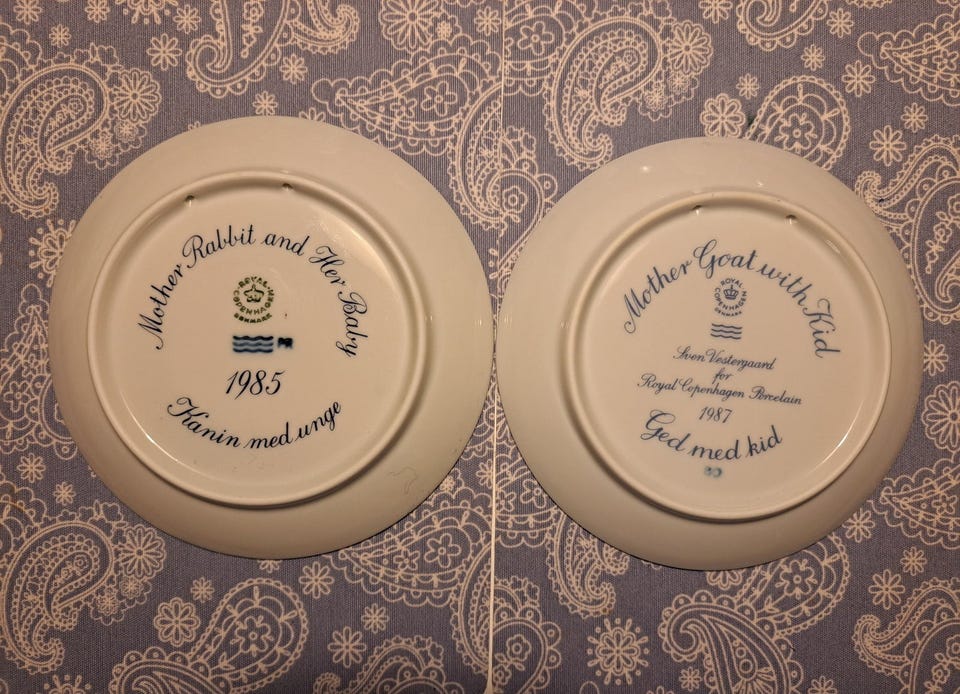 Mother Rabbit and Her Baby
ROYAL
COPENHAGEN
DENMARK
1985
Kanin med unge
Mother Goat with Kid
ROYAL
COPENHAGEN
DENMARK
Sven Vestergaard
for
Royal Copenhagen Porcelain
1987
Ged med kid